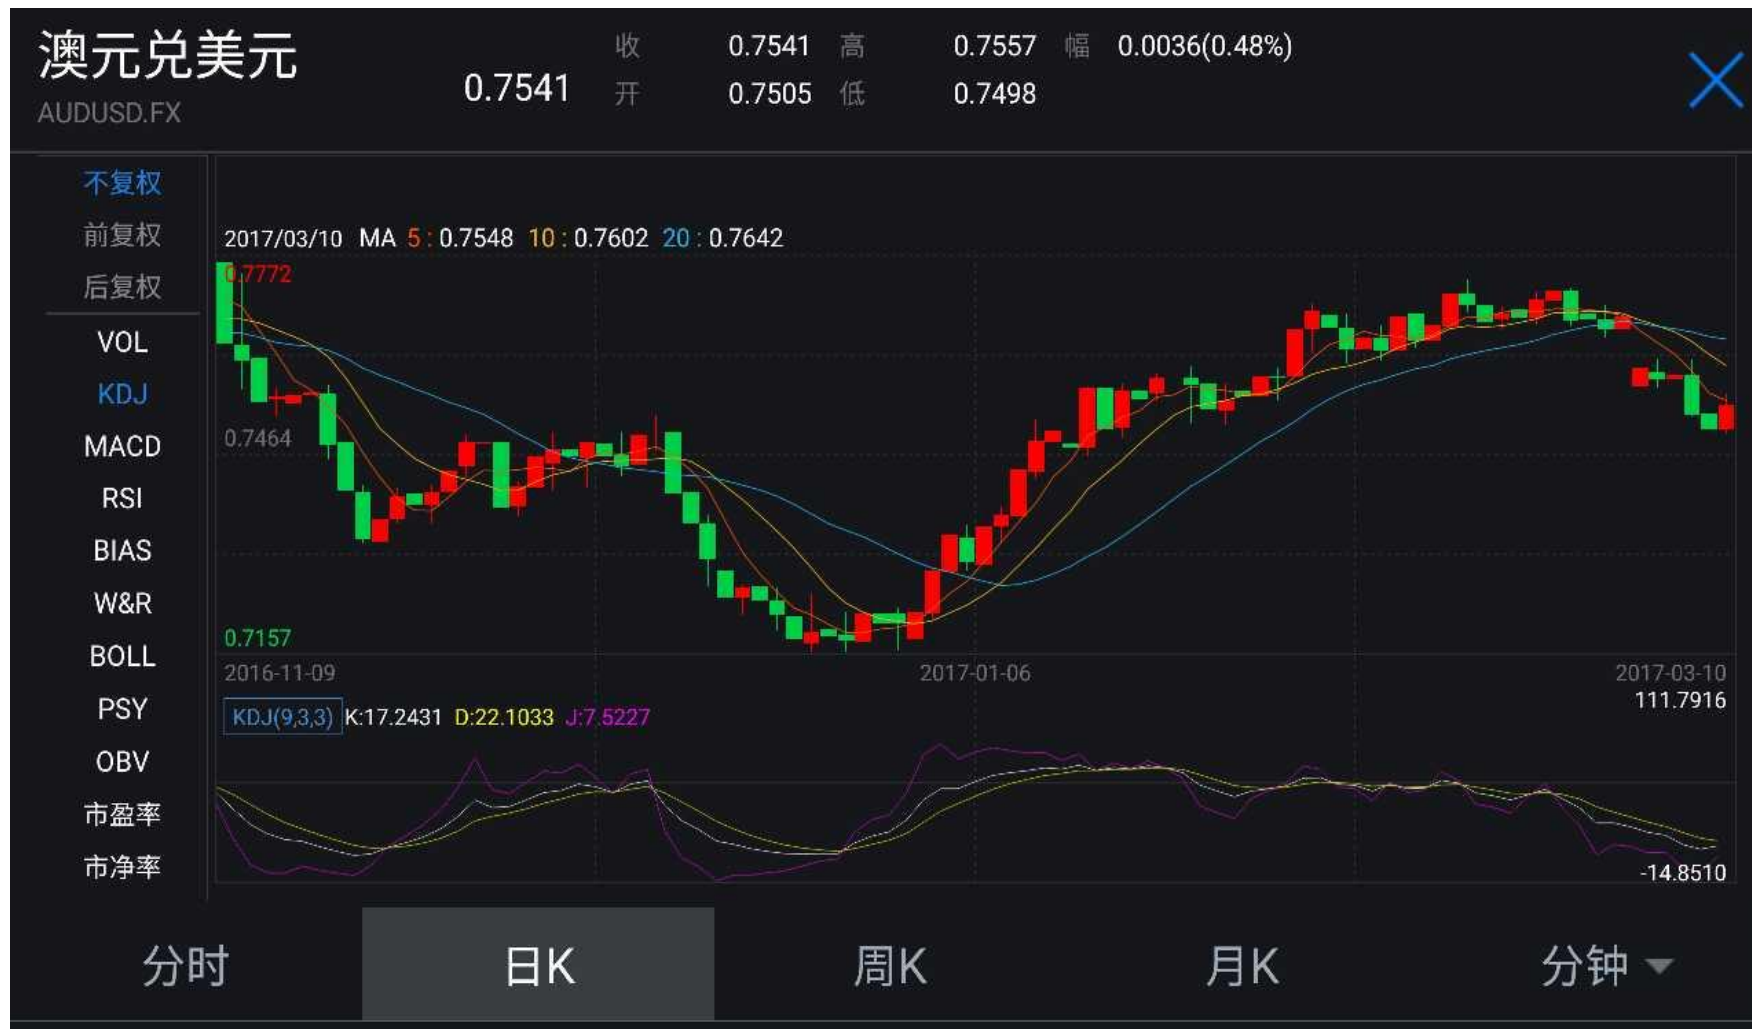 澳元兑美元
AUDUSD.FX
0.7541
收 0.7541 高 0.7557 幅 0.0036(0.48%)
开 0.7505 低 0.7498
不复权
前复权
后复权
VOL
KDJ
MACD
RSI
BIAS
W&R
BOLL
PSY
OBV
市盈率
市净率
2017/03/10 MA 5:0.7548 10:0.7602 20:0.7642
0.7772
0.7464
0.7157
2016-11-09 2017-01-06 2017-03-10
111.7916
KDJ(9,3,3) K:17.2431 D:22.1033 J:7.5227
-14.8510
分时 日K 周K 月K 分钟